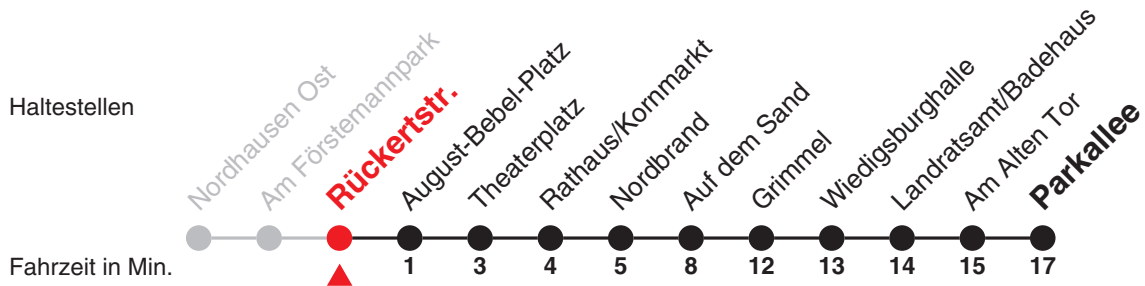 Haltestellen
Nordhausen Ost
Am Förstemannpark
Rückertstr.
August-Bebel-Platz
Theaterplatz
Rathaus/Kornmarkt
Nordbrand
Auf dem Sand
Grimmel
Wiedigsburghalle
Landratsamt/Badehaus
Am Alten Tor
Parkallee
Fahrzeit in Min. 1 3 4 5 8 12 13 14 15 17